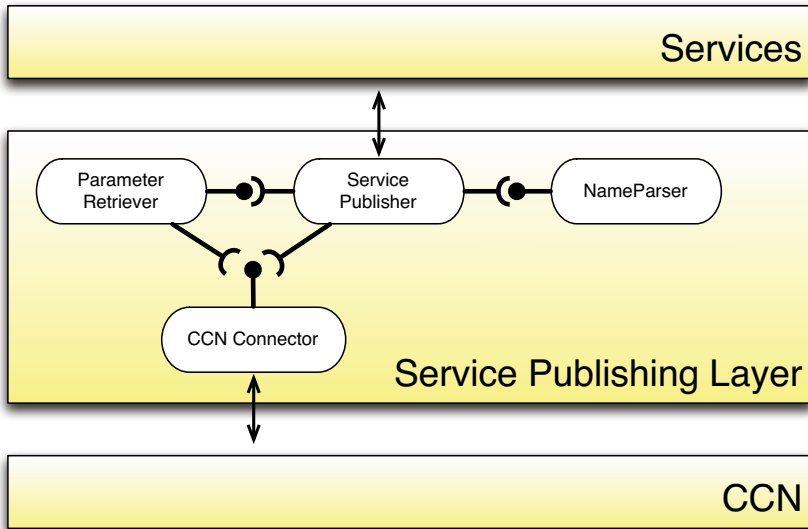 Services
Parameter
Retriever
Service
Publisher
NameParser
CCN Connector
Service Publishing Layer
CCN